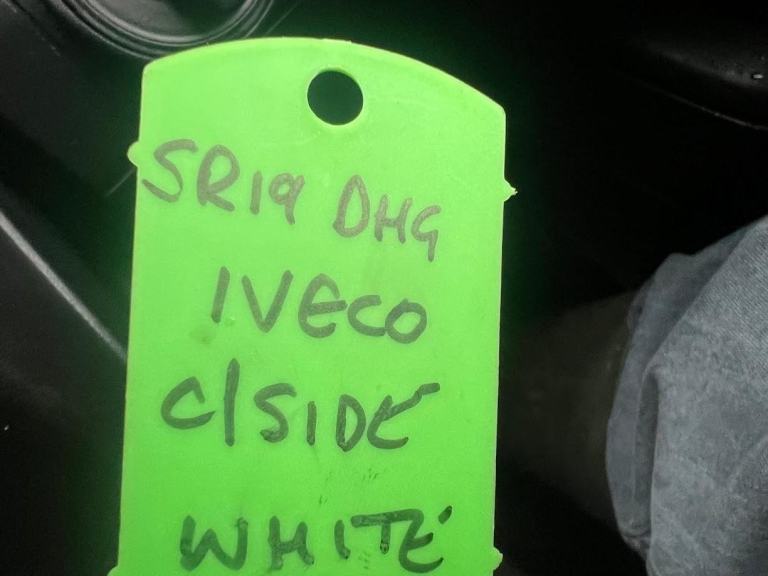 SR19 DHG
IVECO
C/SIDE
WHITE